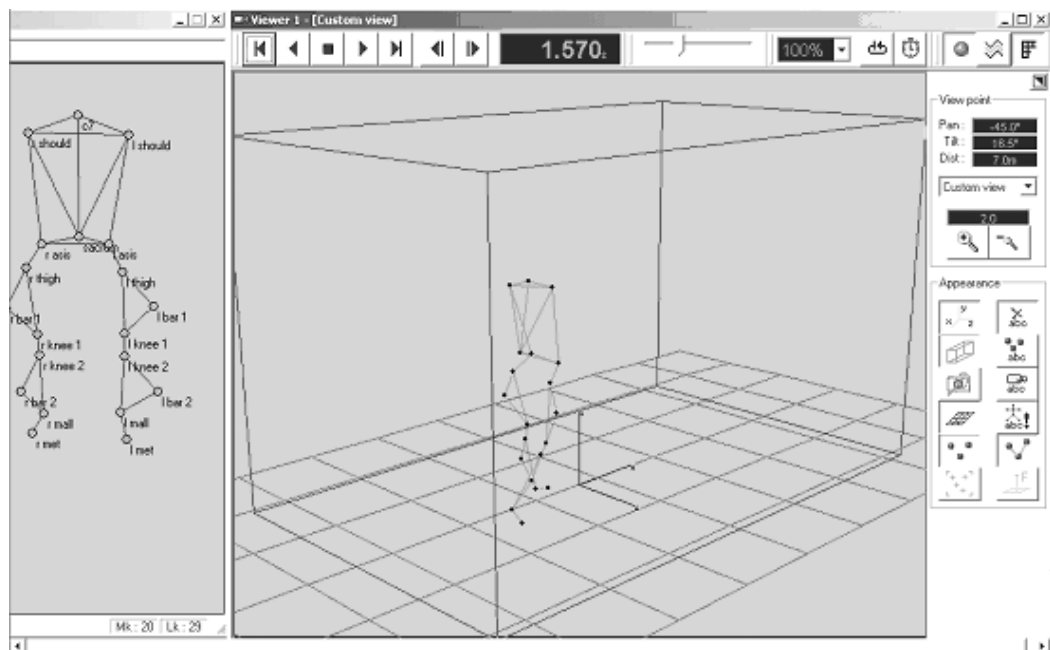 Viewer 1 - [Custom view]
1.570s
100%
c7
r should
l should
sacrum
r asis
l asis
r thigh
l thigh
r bar 1
l bar 1
r knee 1
l knee 1
r knee 2
l knee 2
r bar 2
l bar 2
r mall
l mall
r met
l met
Mk : 20 Lk : 29
View point
Pan : -45.0°
Tilt : 16.5°
Dist : 7.0m
Custom view
2.0
Appearance
x y z
abc
abc
abc
abc!
F